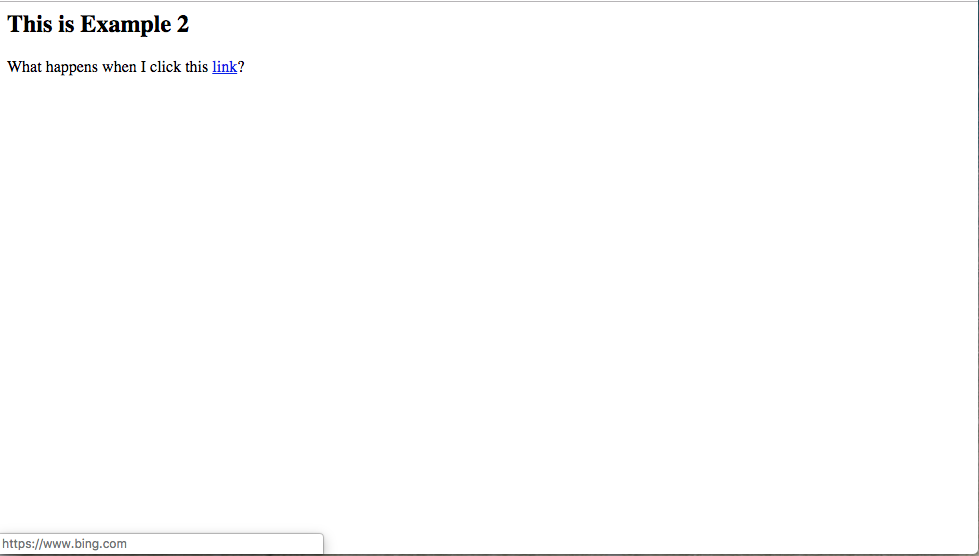 This is Example 2
What happens when I click this link?
https://www.bing.com